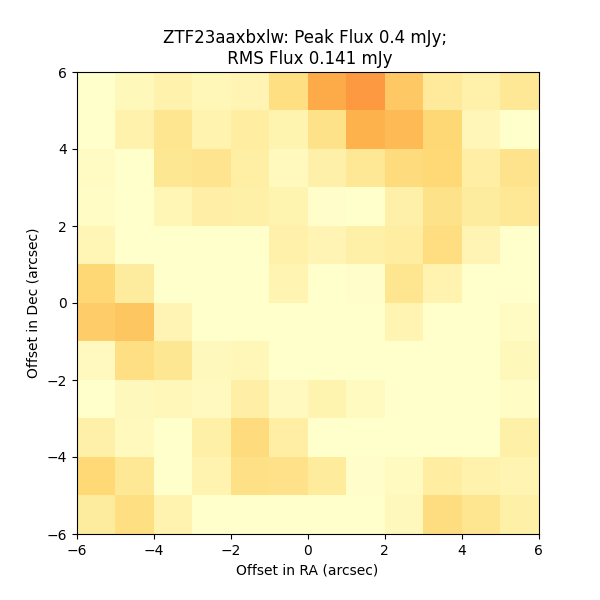 ZTF23aaxbxlw: Peak Flux 0.4 mJy;
RMS Flux 0.141 mJy
6
4
2
0
−2
−4
−6
Offset in Dec (arcsec)
−6 −4 −2 0 2 4 6
Offset in RA (arcsec)